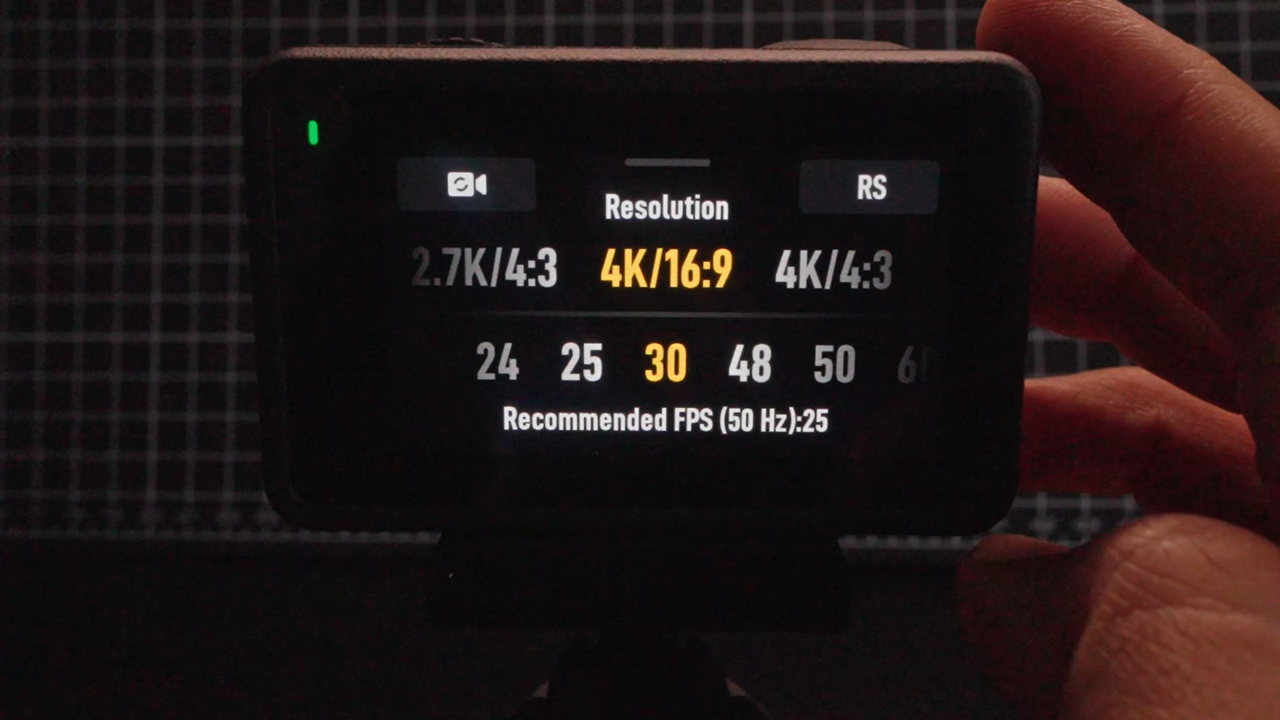 RS
Resolution
2.7K/4:3 4K/16:9 4K/4:3
24 25 30 48 50
Recommended FPS (50 Hz):25